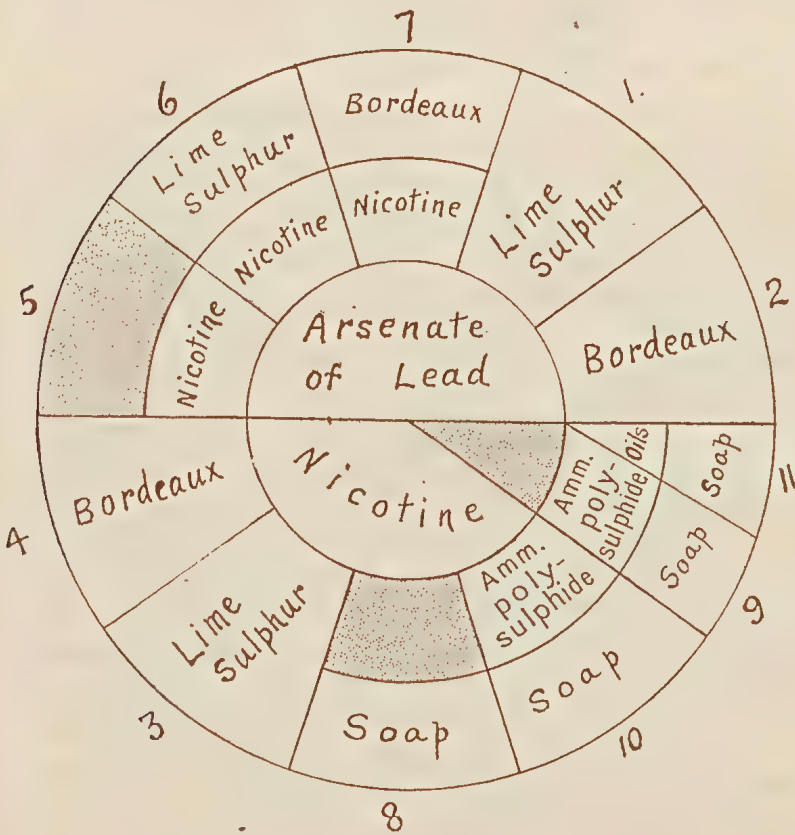 7
6
1.
Lime
Sulphur
Bordeaux
Nicotine
Nicotine
Lime
Sulphur
5
Nicotine
Arsenate
of Lead
2
Bordeaux
Nicotine
Oils
Soap
11
Bordeaux
Amm.
poly-
sulphide
Soap
9
4
Lime
Sulphur
Amm.
poly-
sulphide
Soap
3
Soap
10
8